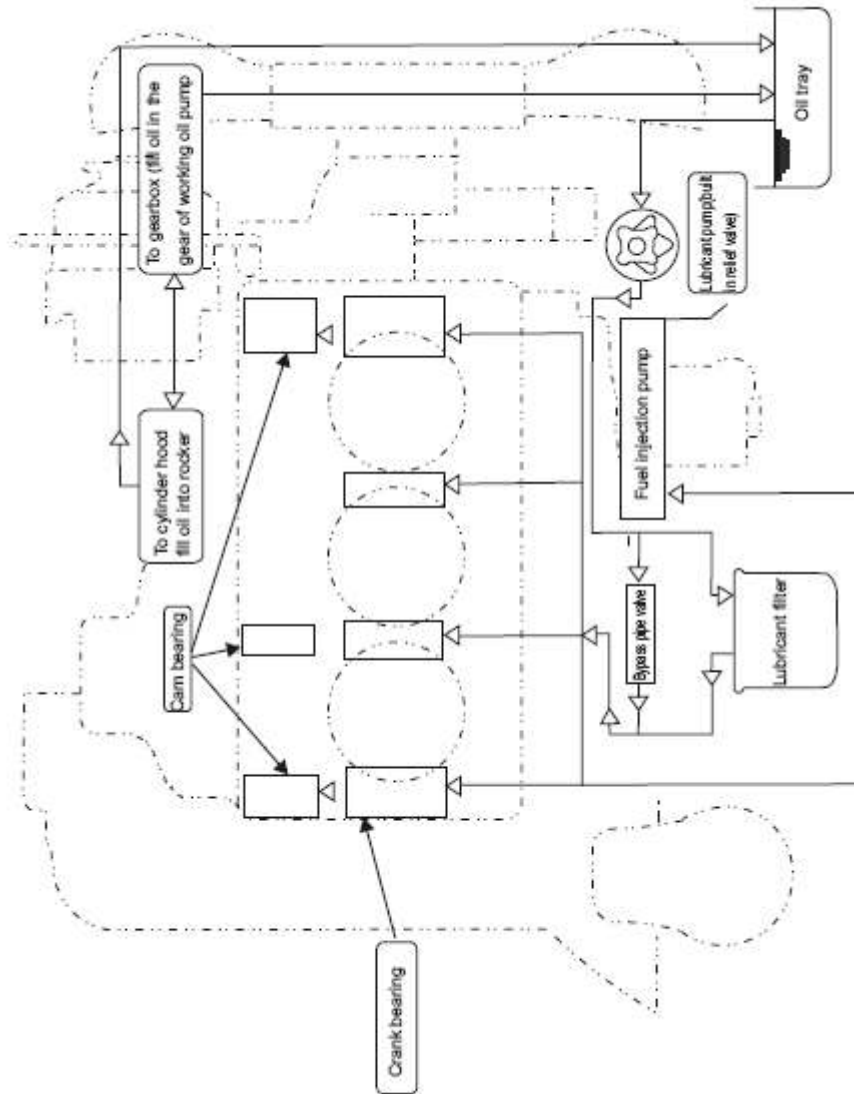 To gearbox (fill oil in the
gear of working oil pump
Oil tray
Lubricant pump(built
in relief valve)
To cylinder hood
fill oil into rocker
Fuel injection pump
Cam bearing
Bypass pipe valve
Lubricant filter
Crank bearing